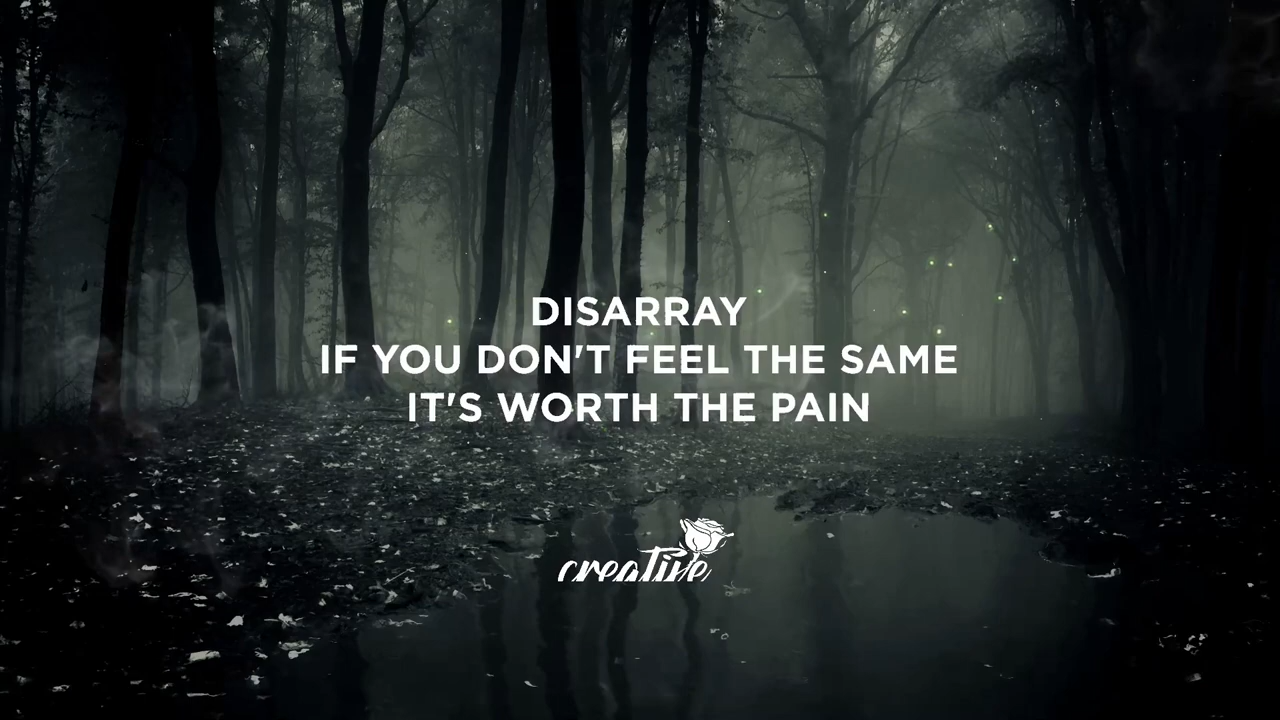 DISARRAY
IF YOU DON'T FEEL THE SAME
IT'S WORTH THE PAIN
creative